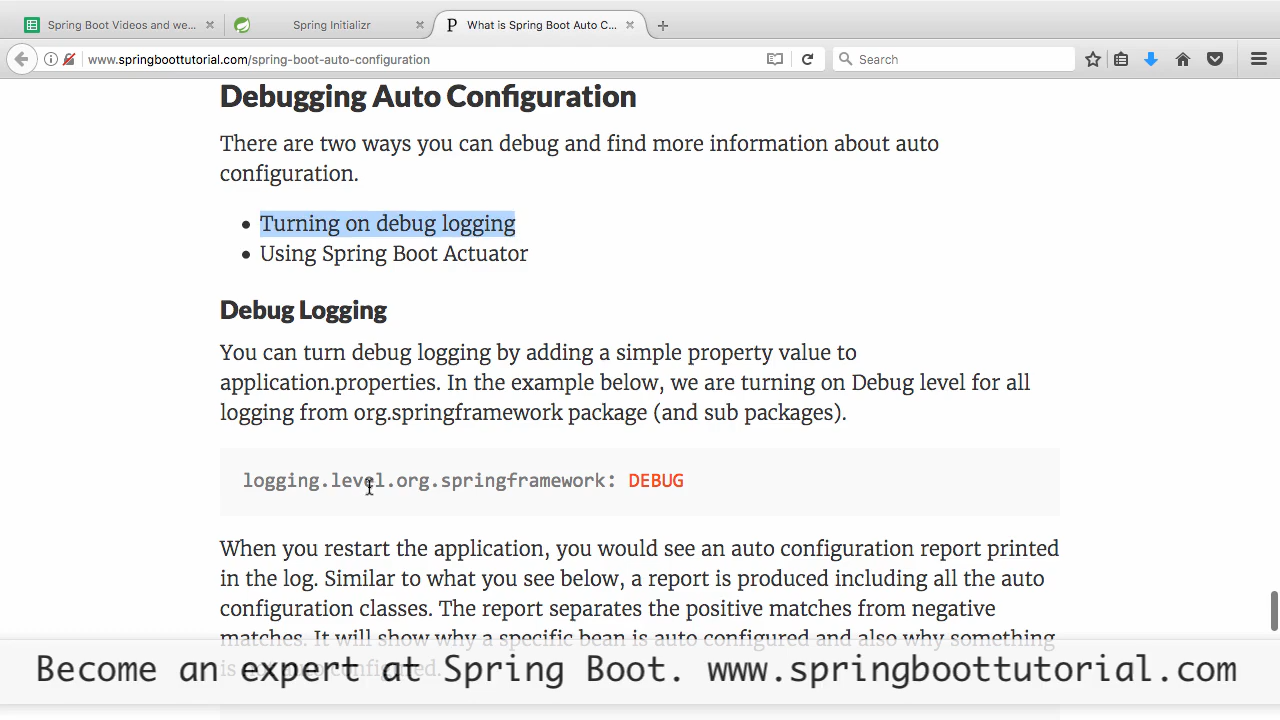 Spring Boot Videos and we...
Spring Initializr
What is Spring Boot Auto C...
www.springboottutorial.com/spring-boot-auto-configuration
Search
Debugging Auto Configuration
There are two ways you can debug and find more information about auto
configuration.
Turning on debug logging
Using Spring Boot Actuator
Debug Logging
You can turn debug logging by adding a simple property value to
application.properties. In the example below, we are turning on Debug level for all
logging from org.springframework package (and sub packages).
logging.level.org.springframework: DEBUG
When you restart the application, you would see an auto configuration report printed
in the log. Similar to what you see below, a report is produced including all the auto
configuration classes. The report separates the positive matches from negative
matches. It will show why a specific bean is auto configured and also why something
is not auto configured.
Become an expert at Spring Boot. www.springboottutorial.com